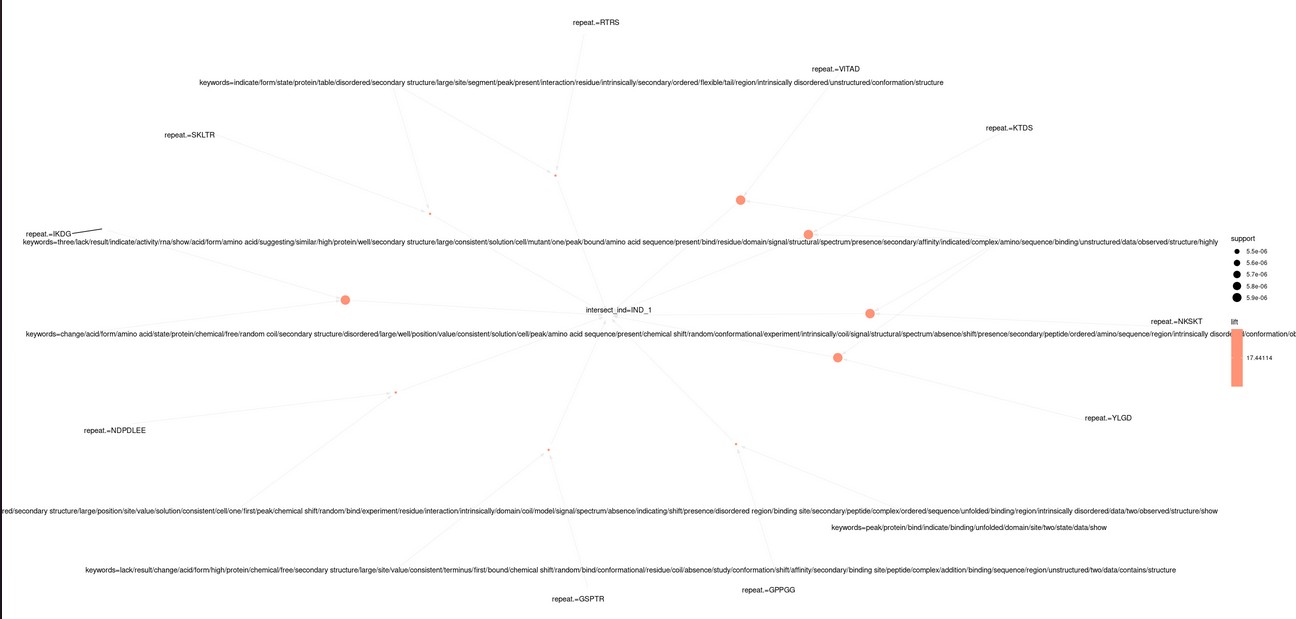 repeat.=RTRS
repeat.=VITAD
keywords=indicate/form/state/protein/table/disordered/secondary structure/large/site/segment/peak/present/interaction/residue/intrinsically/secondary/ordered/flexible/tail/region/intrinsically disordered/unstructured/conformation/structure
repeat.=KTDS
repeat.=SKLTR
repeat.=IKDG
keywords=three/lack/result/indicate/activity/rna/show/acid/form/amino acid/suggesting/similar/high/protein/well/secondary structure/large/consistent/solution/cell/mutant/one/peak/bound/amino acid sequence/present/bind/residue/domain/signal/structural/spectrum/presence/secondary/affinity/indicated/complex/amino/sequence/binding/unstructured/data/observed/structure/highly
support
5.5e-06
5.6e-06
5.7e-06
5.8e-06
5.9e-06
intersect_ind=IND_1
repeat.=NKSKT
lift
keywords=change/acid/form/amino acid/state/protein/chemical/free/random coil/secondary structure/disordered/large/well/position/value/consistent/solution/cell/peak/amino acid sequence/present/chemical shift/random/conformational/experiment/intrinsically/coil/signal/structural/spectrum/absence/shift/presence/secondary/peptide/ordered/amino/sequence/region/intrinsically disordered/conformation/ob
17.44114
repeat.=YLGD
repeat.=NDPDLEE
red/secondary structure/large/position/site/value/solution/consistent/cell/one/first/peak/chemical shift/random/bind/experiment/residue/interaction/intrinsically/domain/coil/model/signal/spectrum/absence/indicating/shift/presence/disordered region/binding site/secondary/peptide/complex/ordered/sequence/unfolded/binding/region/intrinsically disordered/data/two/observed/structure/show
keywords=peak/protein/bind/indicate/binding/unfolded/domain/site/two/state/data/show
keywords=lack/result/change/acid/form/high/protein/chemical/free/secondary structure/large/site/value/consistent/terminus/first/bound/chemical shift/random/bind/conformational/residue/coil/absence/study/conformation/shift/affinity/secondary/binding site/peptide/complex/addition/binding/sequence/region/unstructured/two/data/contains/structure
repeat.=GPPGG
repeat.=GSPTR